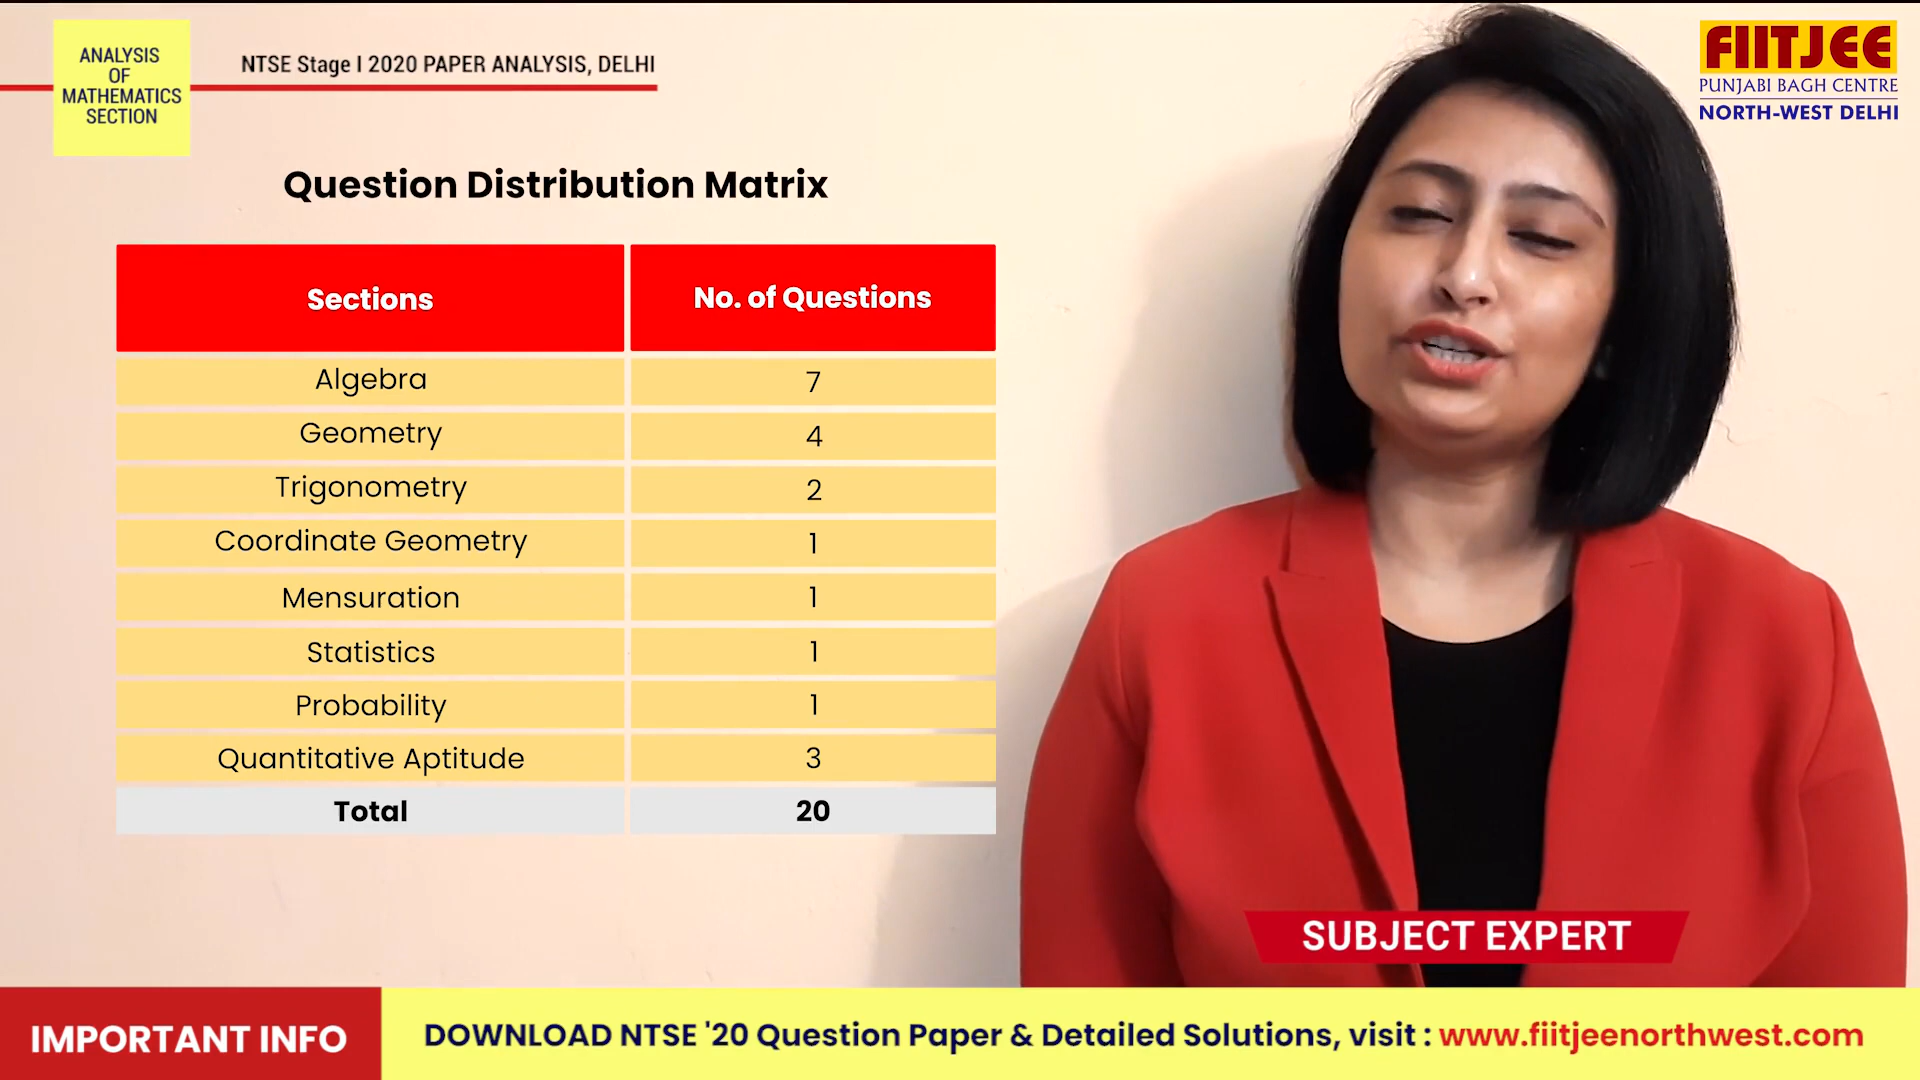 ANALYSIS
OF
MATHEMATICS
SECTION
NTSE Stage I 2020 PAPER ANALYSIS, DELHI
FIITJEE
PUNJABI BAGH CENTRE
NORTH-WEST DELHI
Question Distribution Matrix
Sections No. of Questions
Algebra 7
Geometry 4
Trigonometry 2
Coordinate Geometry 1
Mensuration 1
Statistics 1
Probability 1
Quantitative Aptitude 3
Total 20
SUBJECT EXPERT
IMPORTANT INFO
DOWNLOAD NTSE '20 Question Paper & Detailed Solutions, visit : www.fiitjeenorthwest.com